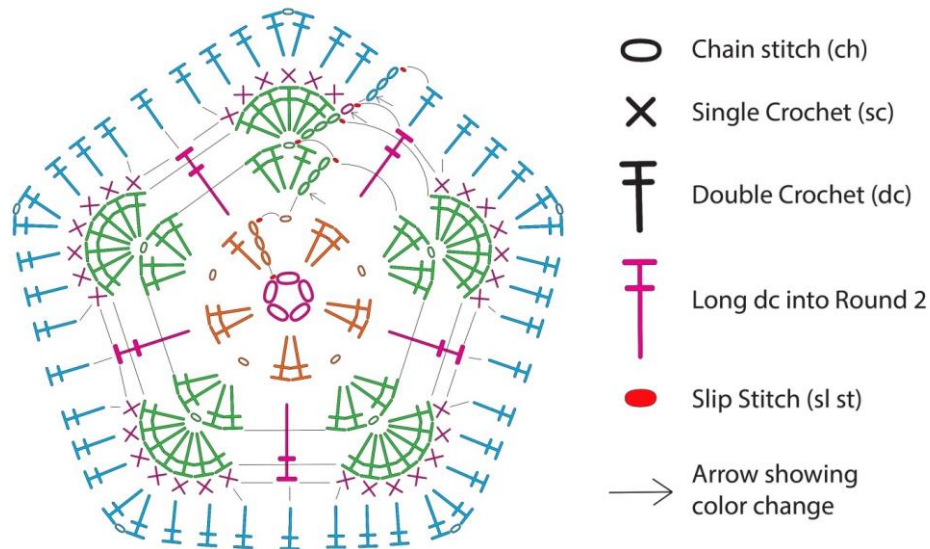 Chain stitch (ch)
Single Crochet (sc)
Double Crochet (dc)
Long dc into Round 2
Slip Stitch (sl st)
Arrow showing
color change